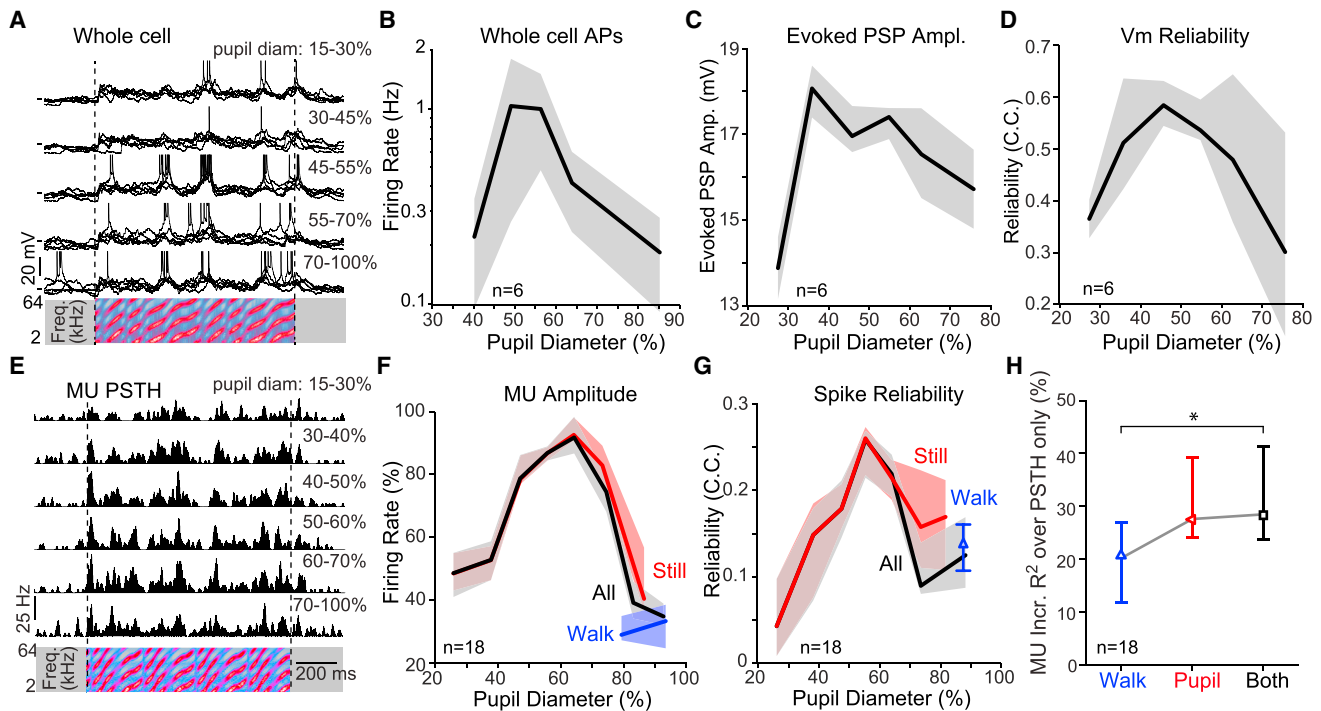 A
Whole cell
pupil diam: 15-30%
30-45%
45-55%
55-70%
70-100%
20 mV
64
2
Freq.
(kHz)
B
Whole cell APs
Firing Rate (Hz)
2
1
0.3
0.1
n=6
30 40 50 60 70 80 90
Pupil Diameter (%)
C
Evoked PSP Ampl.
Evoked PSP Amp. (mV)
19
17
15
13
n=6
20 30 40 50 60 70 80
Pupil Diameter (%)
D
Vm Reliability
Reliability (C.C.)
0.7
0.6
0.5
0.4
0.3
0.2
n=6
20 30 40 50 60 70 80
Pupil Diameter (%)
E
MU PSTH
pupil diam: 15-30%
30-40%
40-50%
50-60%
60-70%
70-100%
25 Hz
64
2
Freq.
(kHz)
200 ms
F
MU Amplitude
Firing Rate (%)
100
80
60
40
20
Still
All
Walk
n=18
20 40 60 80 100
Pupil Diameter (%)
G
Spike Reliability
Reliability (C.C.)
0.3
0.2
0.1
0
Still
Walk
All
n=18
20 40 60 80 100
Pupil Diameter (%)
H
MU Incr. R² over PSTH only (%)
50
40
30
20
10
0
*
n=18
Walk Pupil Both